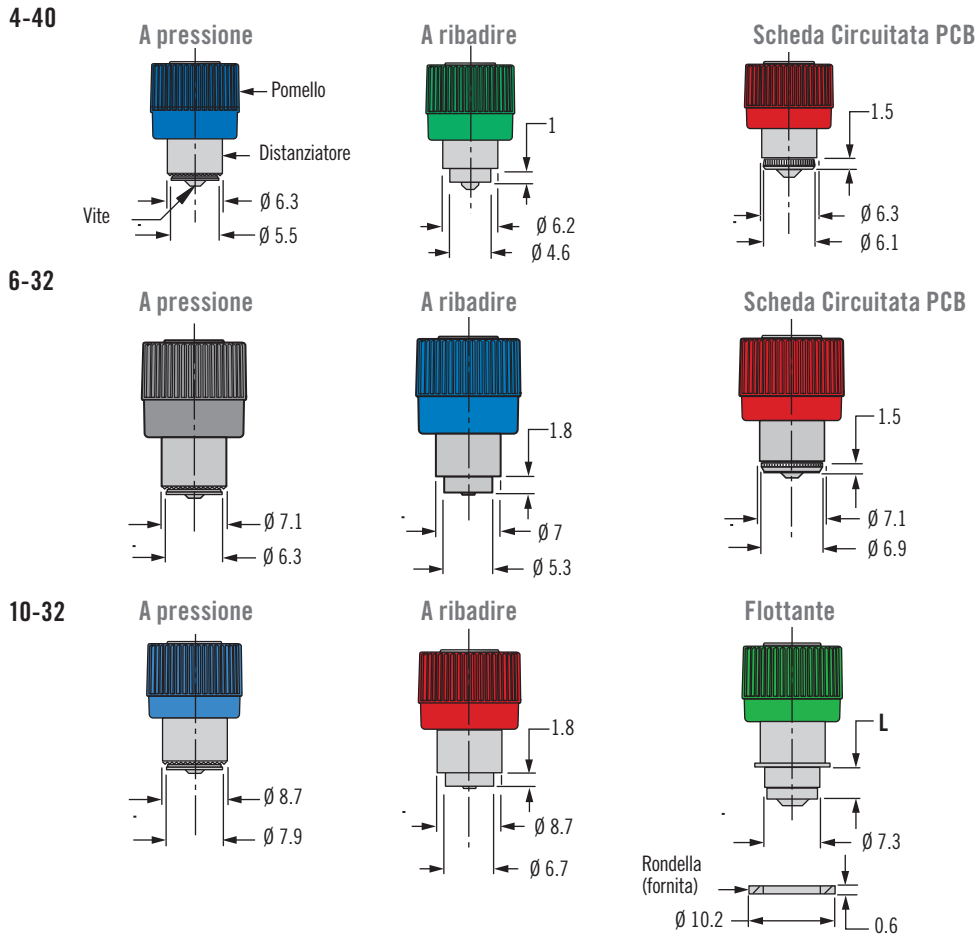 4-40
A pressione
A ribadire
Scheda Circuitata PCB
Pomello
Distanziatore
Vite
Ø 6.3
Ø 5.5
1
Ø 6.2
Ø 4.6
1.5
Ø 6.3
Ø 6.1
6-32
A pressione
A ribadire
Scheda Circuitata PCB
Ø 7.1
Ø 6.3
1.8
Ø 7
Ø 5.3
1.5
Ø 7.1
Ø 6.9
10-32
A pressione
A ribadire
Flottante
Ø 8.7
Ø 7.9
1.8
Ø 8.7
Ø 6.7
L
Ø 7.3
Rondella
(fornita)
Ø 10.2
0.6